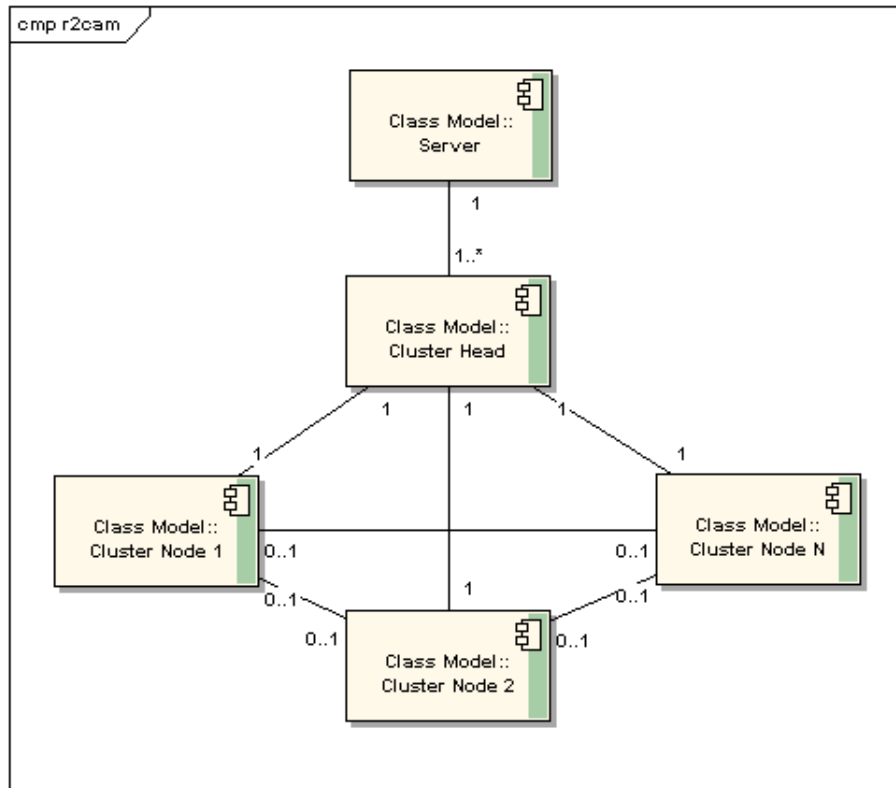 cmp r2cam
Class Model::
Server
1
1..*
Class Model::
Cluster Head
1
1
1
1
1
Class Model::
Cluster Node 1
Class Model::
Cluster Node N
0..1
0..1
0..1
1
0..1
0..1
0..1
Class Model::
Cluster Node 2